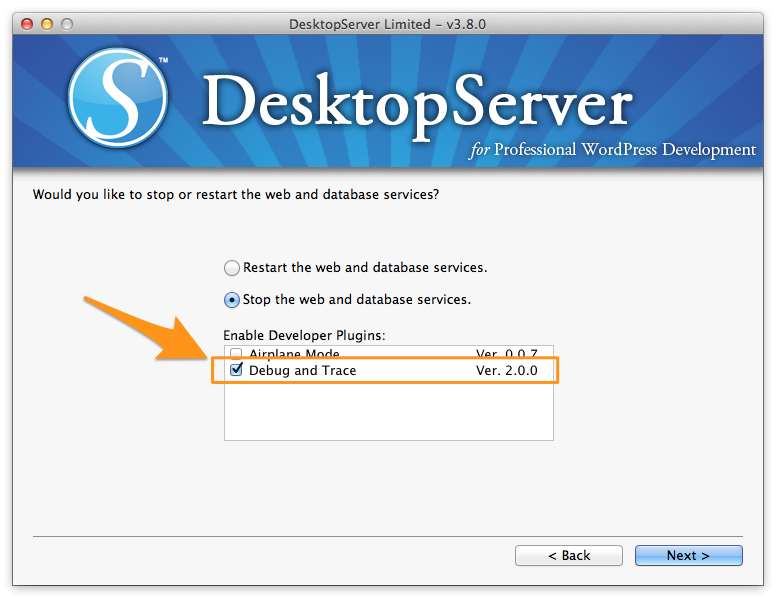 DesktopServer Limited – v3.8.0
S™
DesktopServer
for Professional WordPress Development
Would you like to stop or restart the web and database services?
Restart the web and database services.
Stop the web and database services.
Enable Developer Plugins:
Airplane Mode Ver. 0.0.7
Debug and Trace Ver. 2.0.0
< Back Next >